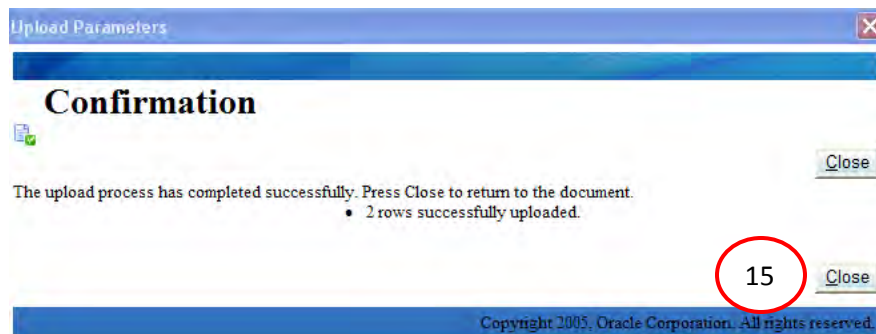 Upload Parameters
Confirmation
Close
The upload process has completed successfully. Press Close to return to the document.
• 2 rows successfully uploaded.
15
Close
Copyright 2005, Oracle Corporation. All rights reserved.